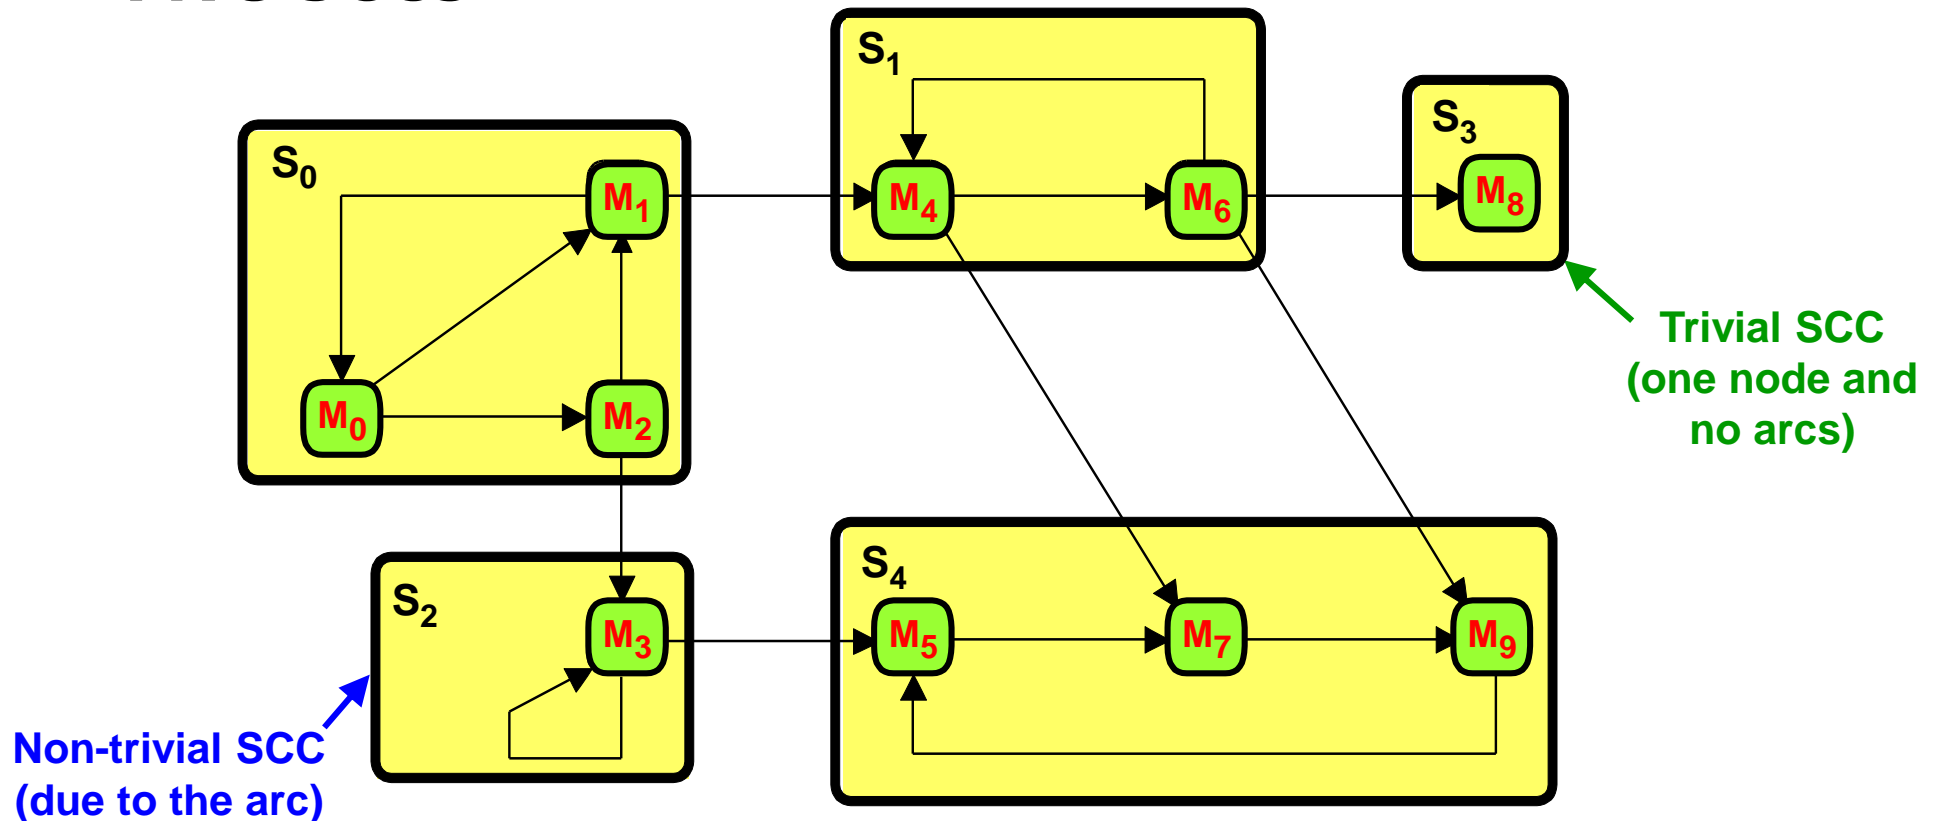 S1
S3
S0
M1
M4
M6
M8
Trivial SCC
(one node and
no arcs)
M0
M2
S4
S2
M3
M5
M7
M9
Non-trivial SCC
(due to the arc)